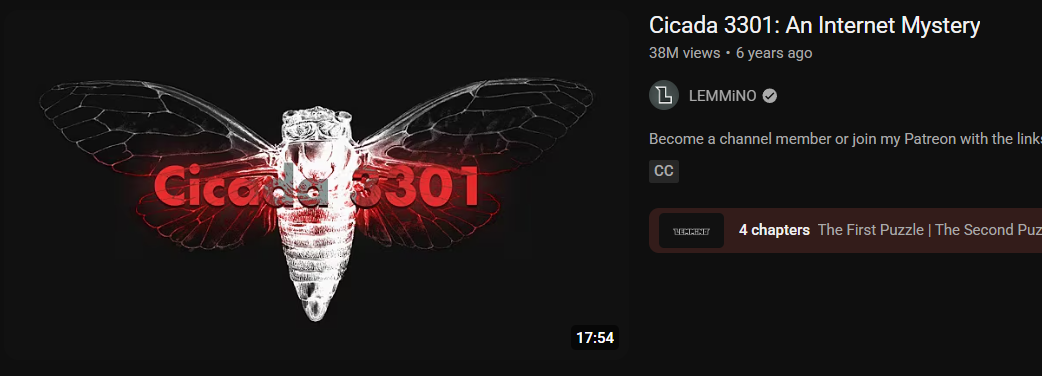 Cicada 3301: An Internet Mystery
38M views • 6 years ago
LEMMiNO
Become a channel member or join my Patreon with the links
CC
Cicada 3301
LEMMiNO
4 chapters The First Puzzle | The Second Puz
17:54